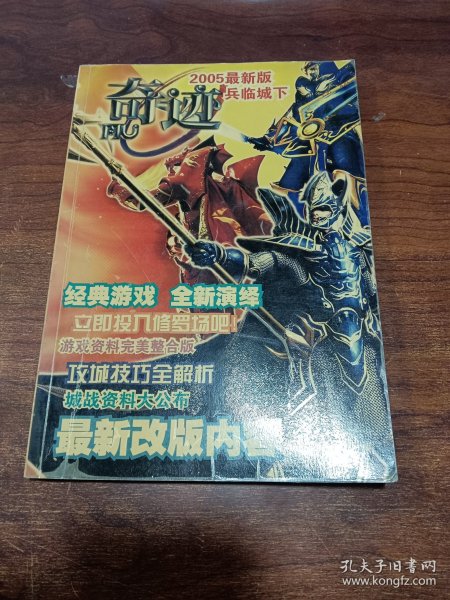 奇迹
2005最新版
兵临城下
经典游戏 全新演绎
立即投入修罗场吧!
游戏资料完美整合版
攻城技巧全解析
城战资料大公布
最新改版内容
孔夫子旧书网
www.kongfz.com